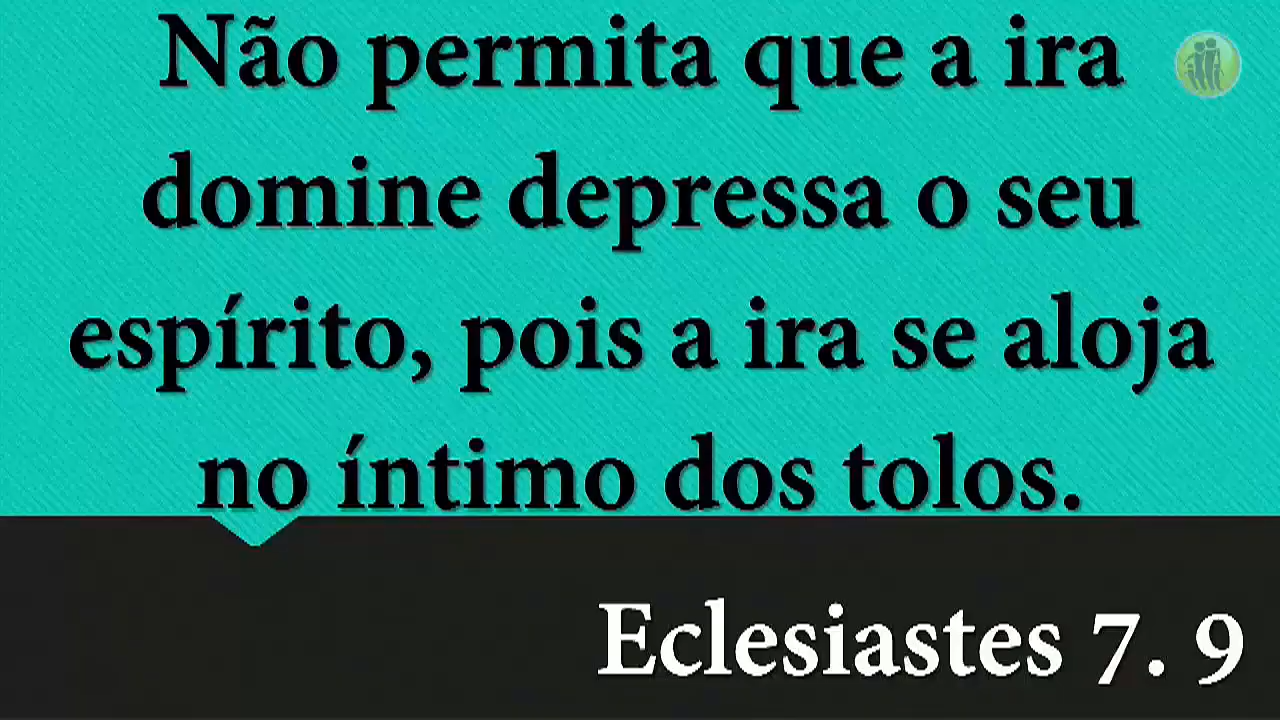 Não permita que a ira
domine depressa o seu
espírito, pois a ira se aloja
no íntimo dos tolos.
Eclesiastes 7. 9